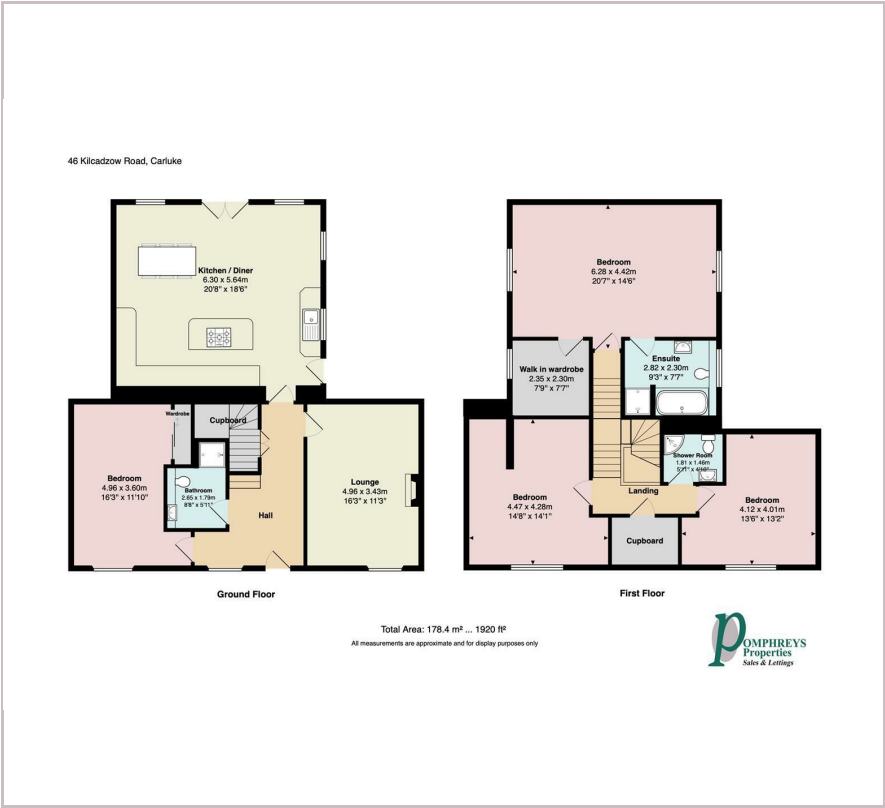 46 Kilcadzow Road, Carluke
Kitchen / Diner
6.30 x 5.64m
20'8" x 18'6"
Wardrobe
Cupboard
Bedroom
4.96 x 3.60m
16'3" x 11'10"
Bathroom
2.65 x 1.79m
8'8" x 5'11"
Hall
Lounge
4.96 x 3.43m
16'3" x 11'3"
Ground Floor
Bedroom
6.28 x 4.42m
20'7" x 14'6"
Walk in wardrobe
2.35 x 2.30m
7'9" x 7'7"
Ensuite
2.82 x 2.30m
9'3" x 7'7"
Shower Room
1.81 x 1.46m
5'11" x 4'10"
Bedroom
4.47 x 4.28m
14'8" x 14'1"
Landing
Cupboard
Bedroom
4.12 x 4.01m
13'6" x 13'2"
First Floor
Total Area: 178.4 m² ... 1920 ft²
All measurements are approximate and for display purposes only
POMPHREYS
Properties
Sales & Lettings